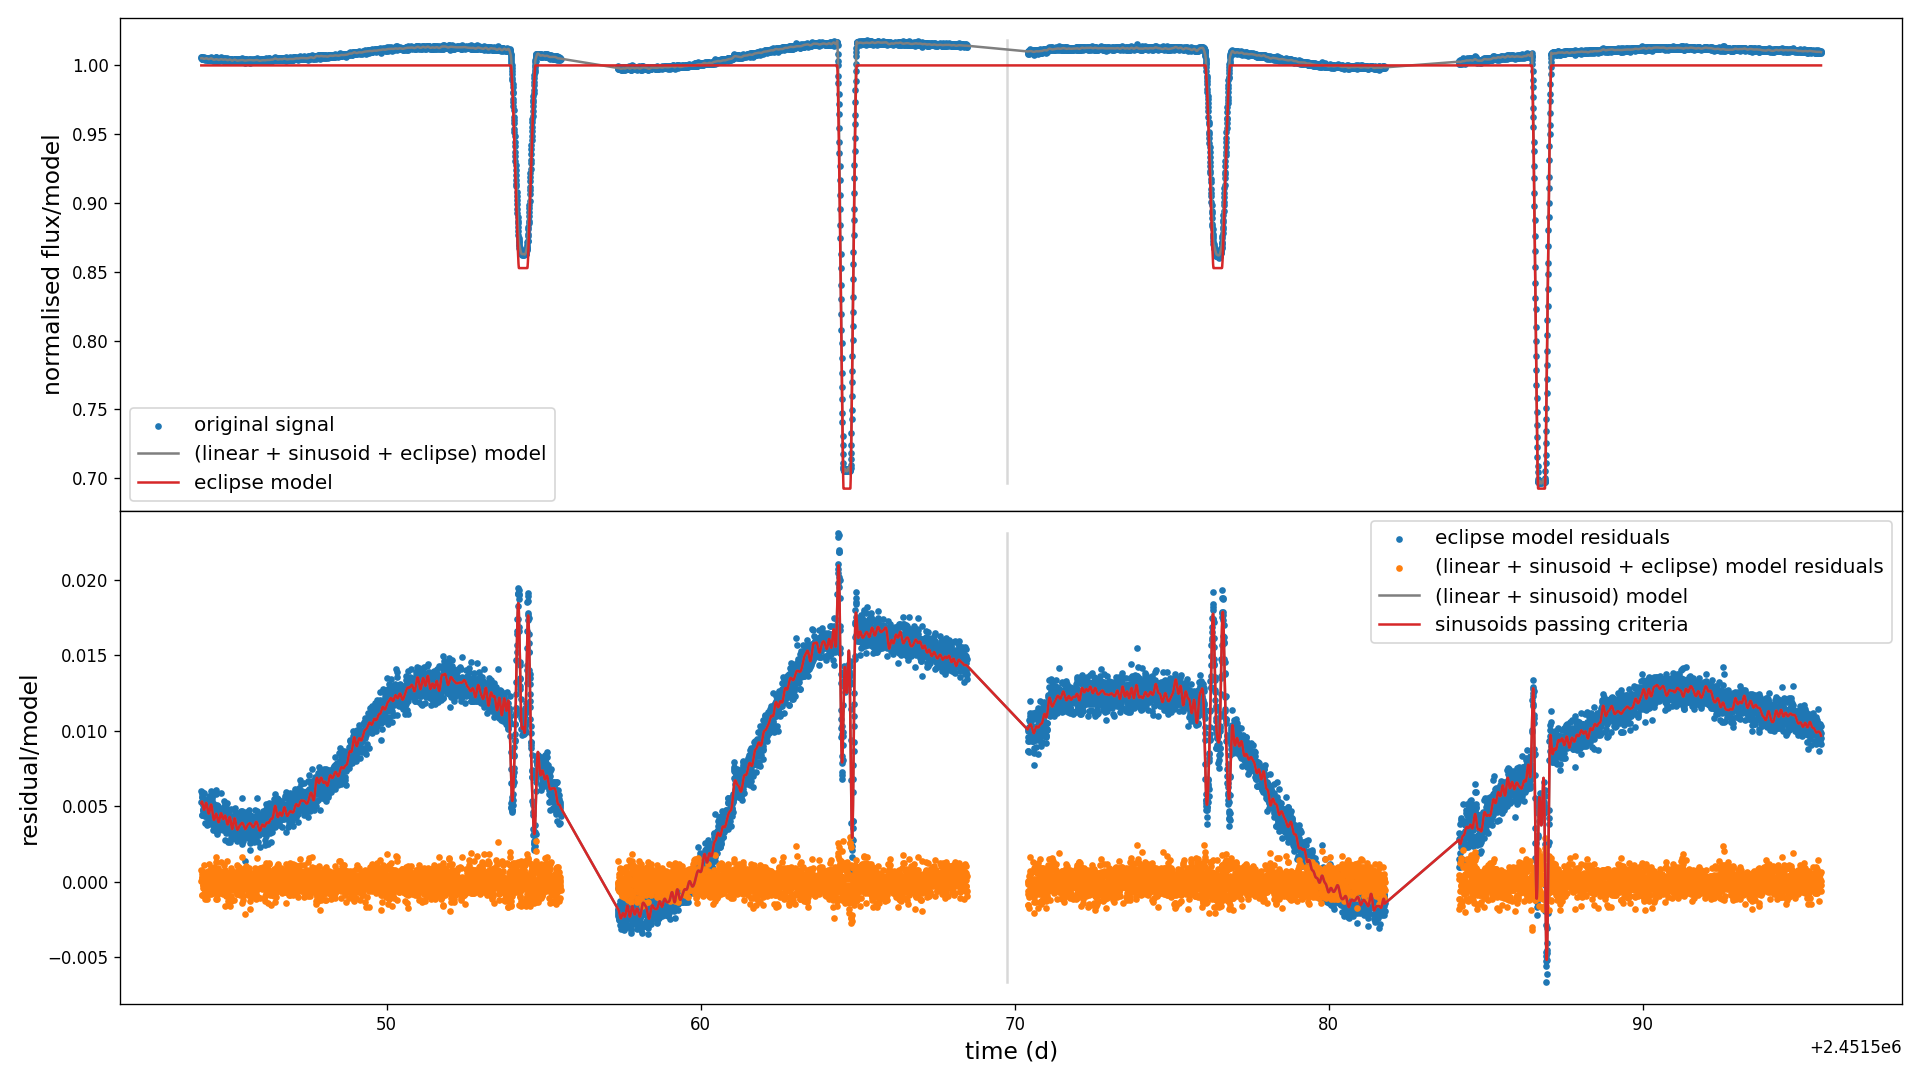 1.00
0.95
0.90
0.85
0.80
0.75
0.70
normalised flux/model
original signal
(linear + sinusoid + eclipse) model
eclipse model
0.020
0.015
0.010
0.005
0.000
−0.005
residual/model
eclipse model residuals
(linear + sinusoid + eclipse) model residuals
(linear + sinusoid) model
sinusoids passing criteria
50
60
70
80
90
time (d)
+2.4515e6